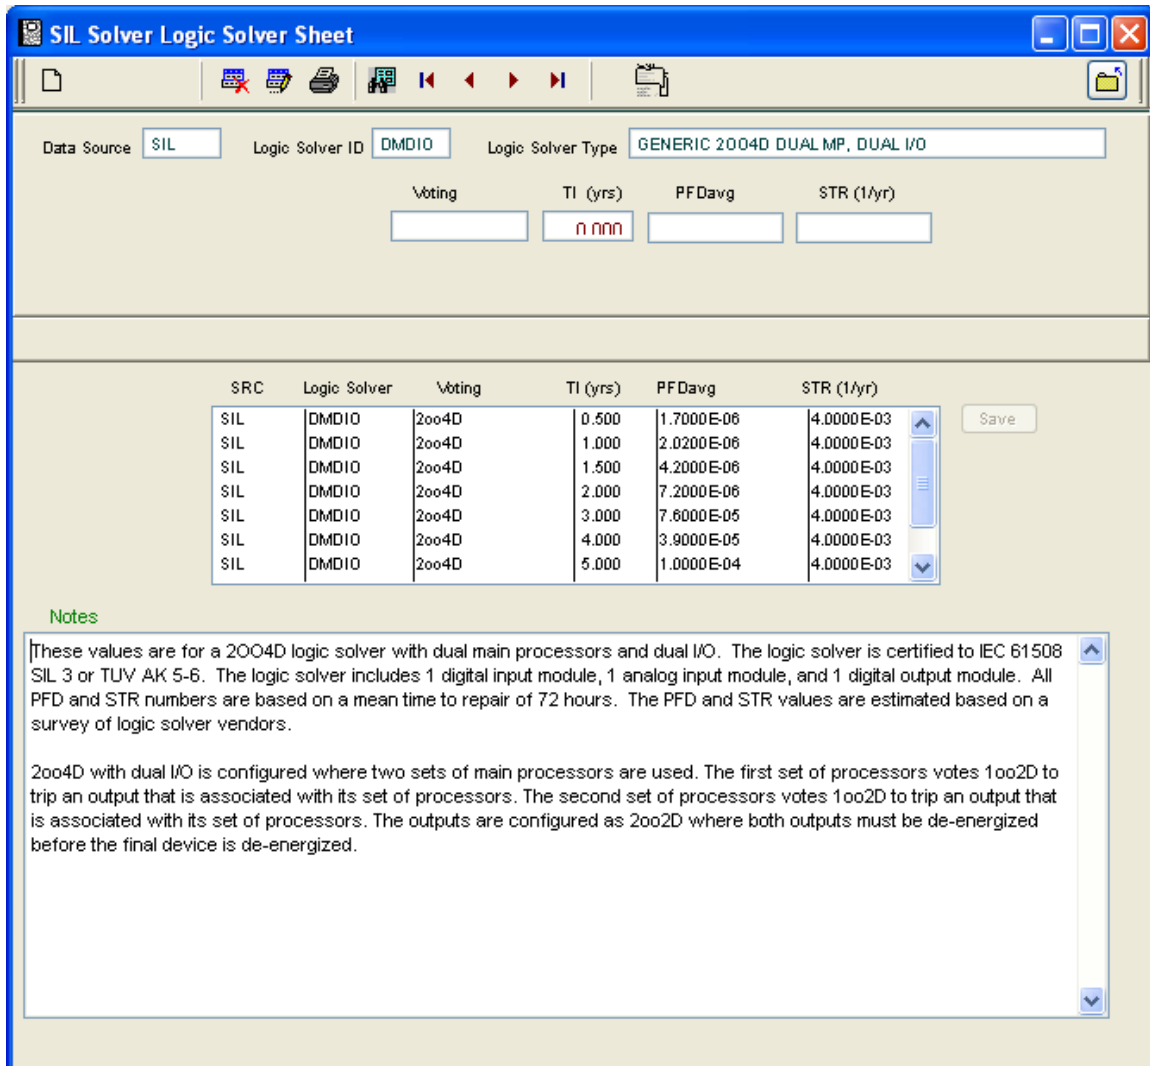 SIL Solver Logic Solver Sheet
Data Source SIL Logic Solver ID DMDIO Logic Solver Type GENERIC 2OO4D DUAL MP, DUAL I/O
Voting TI (yrs) PFDavg STR (1/yr)
0.000
SRC Logic Solver Voting TI (yrs) PFDavg STR (1/yr)
SIL DMDIO 2oo4D 0.500 1.7000E-06 4.0000E-03 Save
SIL DMDIO 2oo4D 1.000 2.0200E-06 4.0000E-03
SIL DMDIO 2oo4D 1.500 4.2000E-06 4.0000E-03
SIL DMDIO 2oo4D 2.000 7.2000E-06 4.0000E-03
SIL DMDIO 2oo4D 3.000 7.6000E-05 4.0000E-03
SIL DMDIO 2oo4D 4.000 3.9000E-05 4.0000E-03
SIL DMDIO 2oo4D 5.000 1.0000E-04 4.0000E-03
Notes
These values are for a 2OO4D logic solver with dual main processors and dual I/O. The logic solver is certified to IEC 61508
SIL 3 or TUV AK 5-6. The logic solver includes 1 digital input module, 1 analog input module, and 1 digital output module. All
PFD and STR numbers are based on a mean time to repair of 72 hours. The PFD and STR values are estimated based on a
survey of logic solver vendors.
2oo4D with dual I/O is configured where two sets of main processors are used. The first set of processors votes 1oo2D to
trip an output that is associated with its set of processors. The second set of processors votes 1oo2D to trip an output that
is associated with its set of processors. The outputs are configured as 2oo2D where both outputs must be de-energized
before the final device is de-energized.